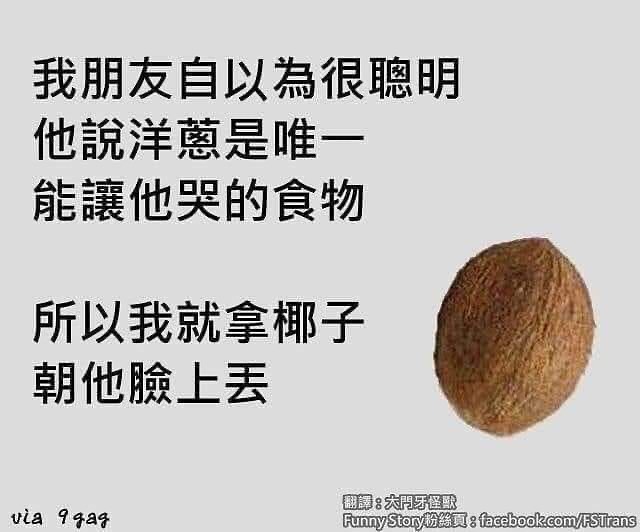 我朋友自以為很聰明
他說洋蔥是唯一
能讓他哭的食物
所以我就拿椰子
朝他臉上丟
via 9gag
翻譯：大門牙怪獸
Funny Story粉絲頁：facebook.com/FSTrans